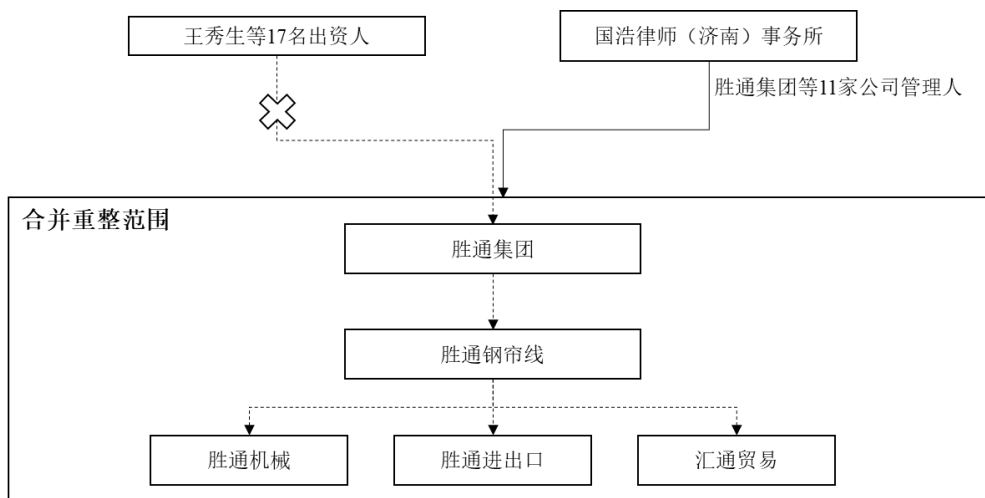 王秀生等17名出资人
国浩律师（济南）事务所
胜通集团等11家公司管理人
合并重整范围
胜通集团
胜通钢帘线
胜通机械
胜通进出口
汇通贸易